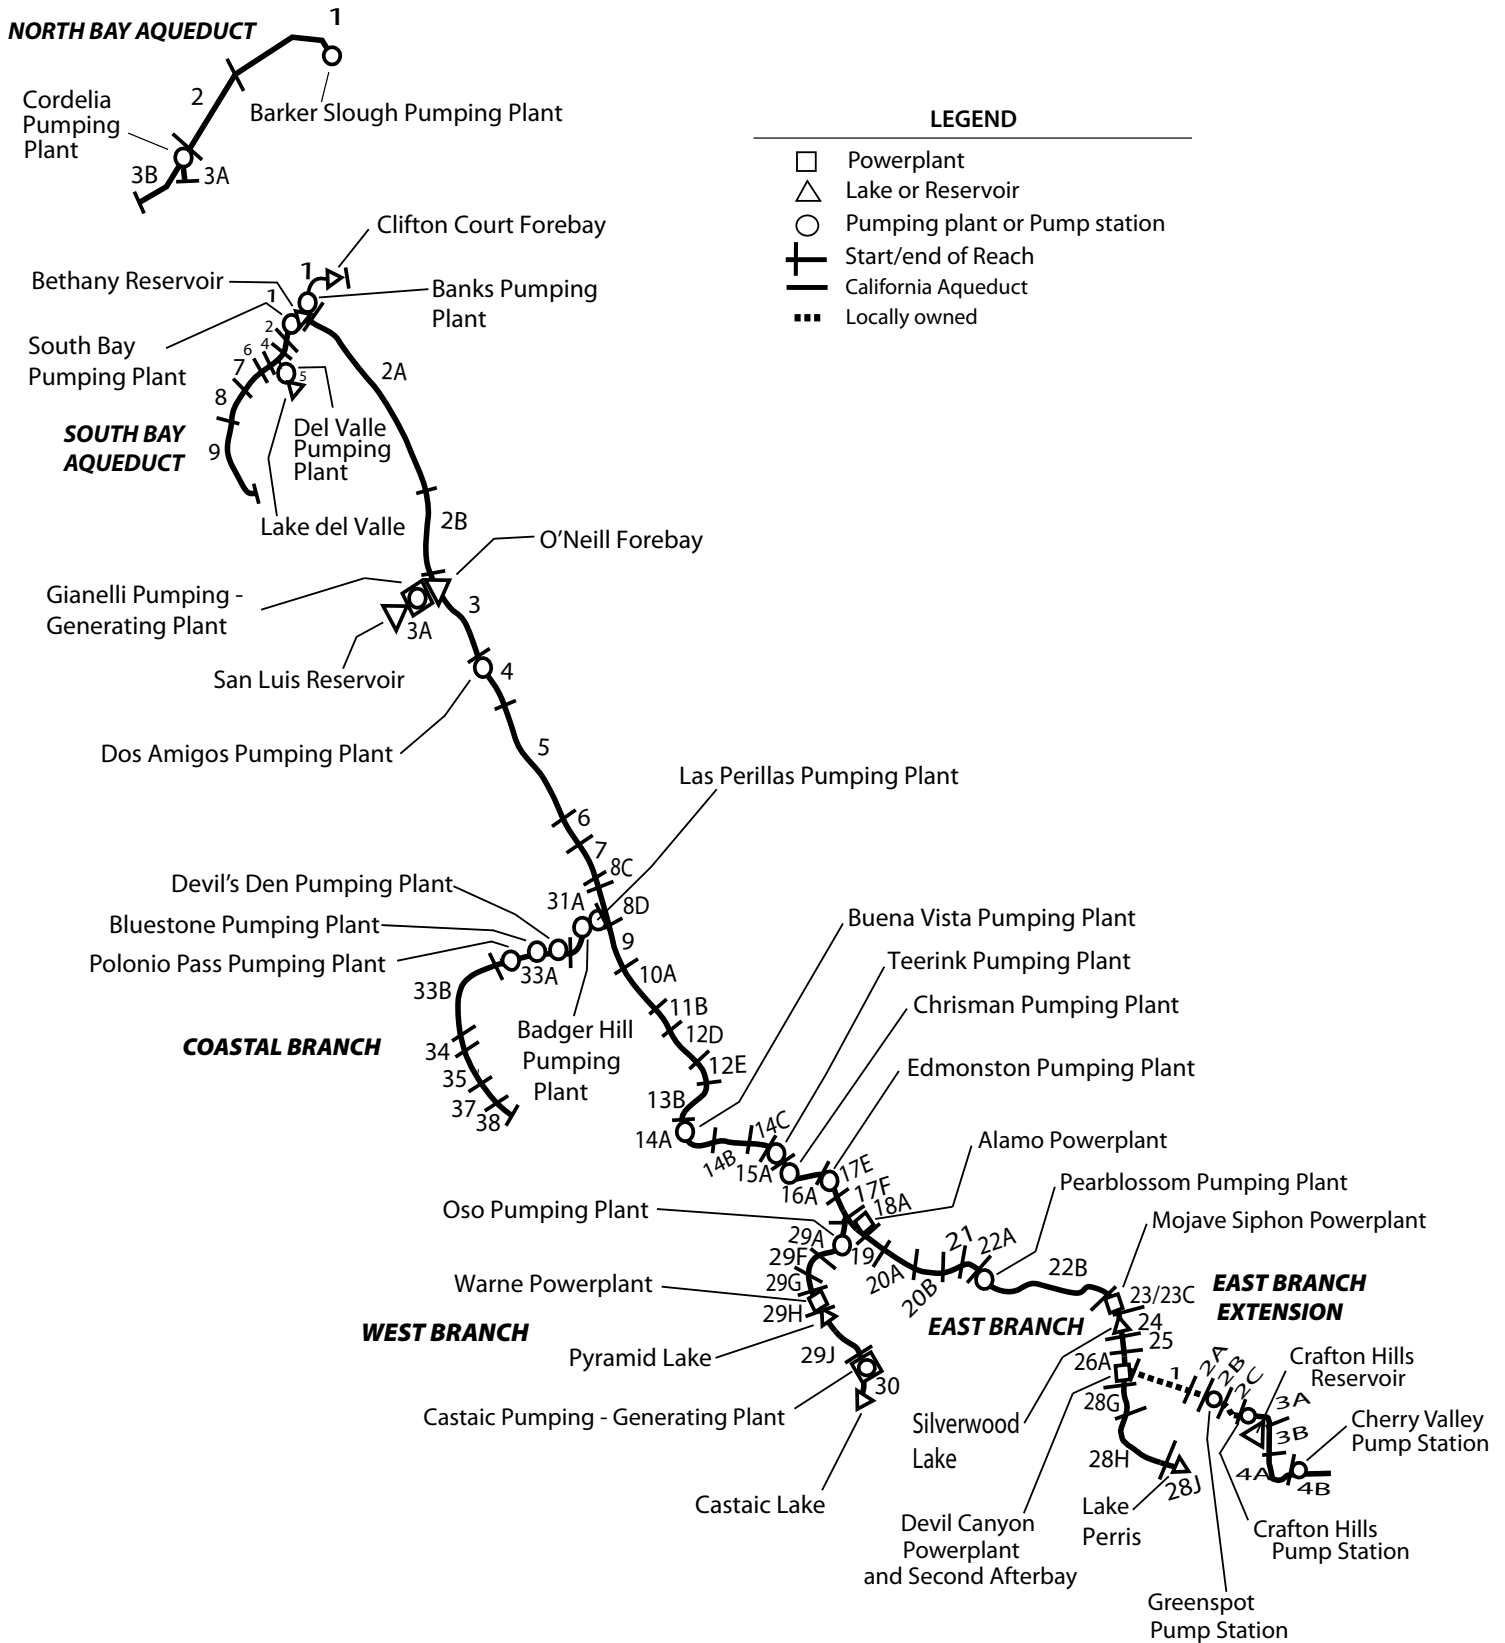 NORTH BAY AQUEDUCT
1
2
Cordelia
Pumping
Plant
Barker Slough Pumping Plant
3B
3A
LEGEND
Powerplant
Lake or Reservoir
Pumping plant or Pump station
Start/end of Reach
California Aqueduct
Locally owned
Clifton Court Forebay
Bethany Reservoir
1
Banks Pumping
Plant
1
South Bay
Pumping Plant
2
4
6
5
7
8
9
2A
SOUTH BAY
AQUEDUCT
Del Valle
Pumping
Plant
Lake del Valle
2B
O’Neill Forebay
Gianelli Pumping -
Generating Plant
3
3A
San Luis Reservoir
4
Dos Amigos Pumping Plant
5
Las Perillas Pumping Plant
6
7
8C
Devil’s Den Pumping Plant
31A
8D
Bluestone Pumping Plant
Polonio Pass Pumping Plant
33A
9
10A
33B
11B
12D
12E
Badger Hill
Pumping
Plant
COASTAL BRANCH
34
35
37
38
Buena Vista Pumping Plant
Teerink Pumping Plant
Chrisman Pumping Plant
Edmonston Pumping Plant
13B
14A
14B
14C
15A
16A
17E
17F
18A
Alamo Powerplant
Pearblossom Pumping Plant
Mojave Siphon Powerplant
Oso Pumping Plant
29A
29F
29G
29H
19
20A
20B
21
22A
22B
23/23C
EAST BRANCH
EXTENSION
Warne Powerplant
WEST BRANCH
EAST BRANCH
24
25
Pyramid Lake
29J
26A
1
2A
2B
2C
Crafton Hills
Reservoir
30
28G
3A
3B
Castaic Pumping - Generating Plant
Silverwood
Lake
Cherry Valley
Pump Station
28H
28J
4A
4B
Castaic Lake
Lake
Perris
Devil Canyon
Powerplant
and Second Afterbay
Crafton Hills
Pump Station
Greenspot
Pump Station